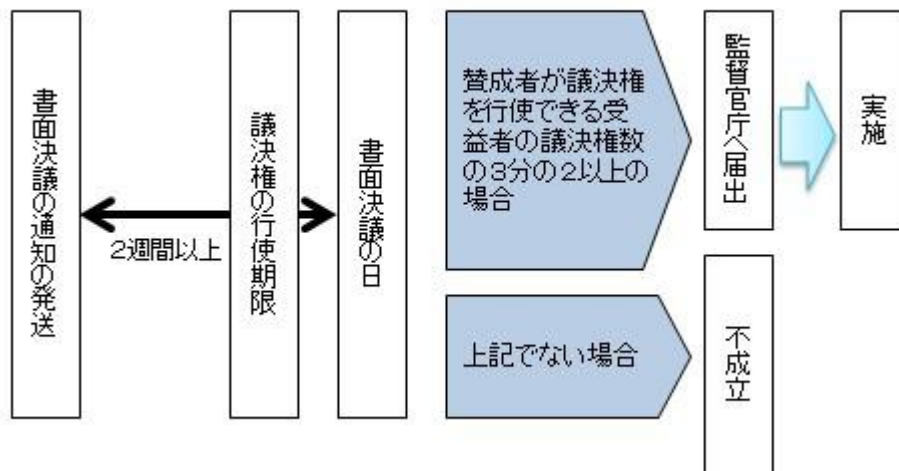 書面決議の通知の発送
2週間以上
議決権の行使期限
書面決議の日
賛成者が議決権
を行使できる受
益者の議決権数
の3分の2以上の
場合
監督官庁へ届出
実施
上記でない場合
不成立